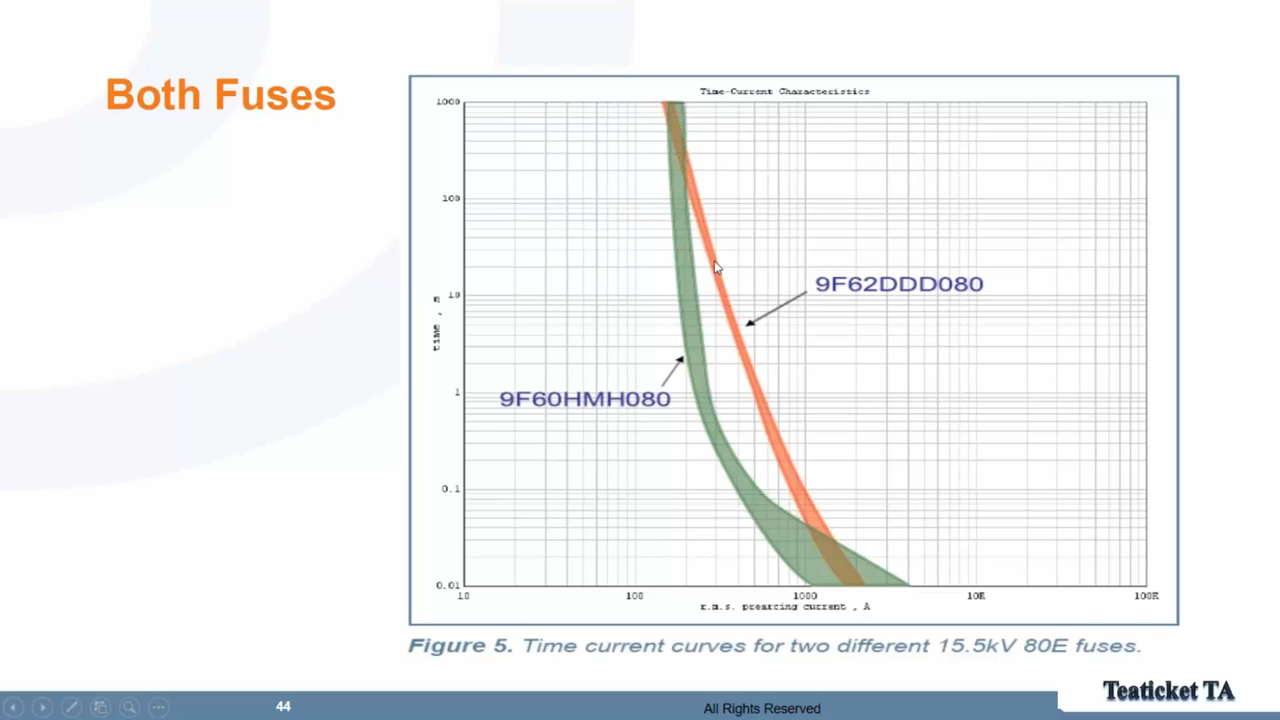 Both Fuses
Time-Current Characteristics
1000
100
10
1
0.1
0.01
time , s
9F62DDD080
9F60HMH080
10
100
1000
10K
100K
r.m.s. prearcing current , A
Figure 5. Time current curves for two different 15.5kV 80E fuses.
44
All Rights Reserved
Teaticket TA